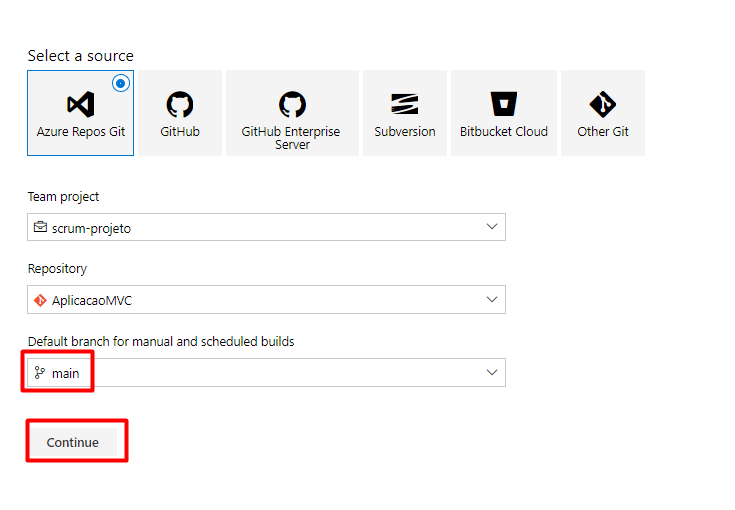 Select a source
Azure Repos Git
GitHub
GitHub Enterprise
Server
Subversion
Bitbucket Cloud
Other Git
Team project
scrum-projeto
Repository
AplicacaoMVC
Default branch for manual and scheduled builds
main
Continue